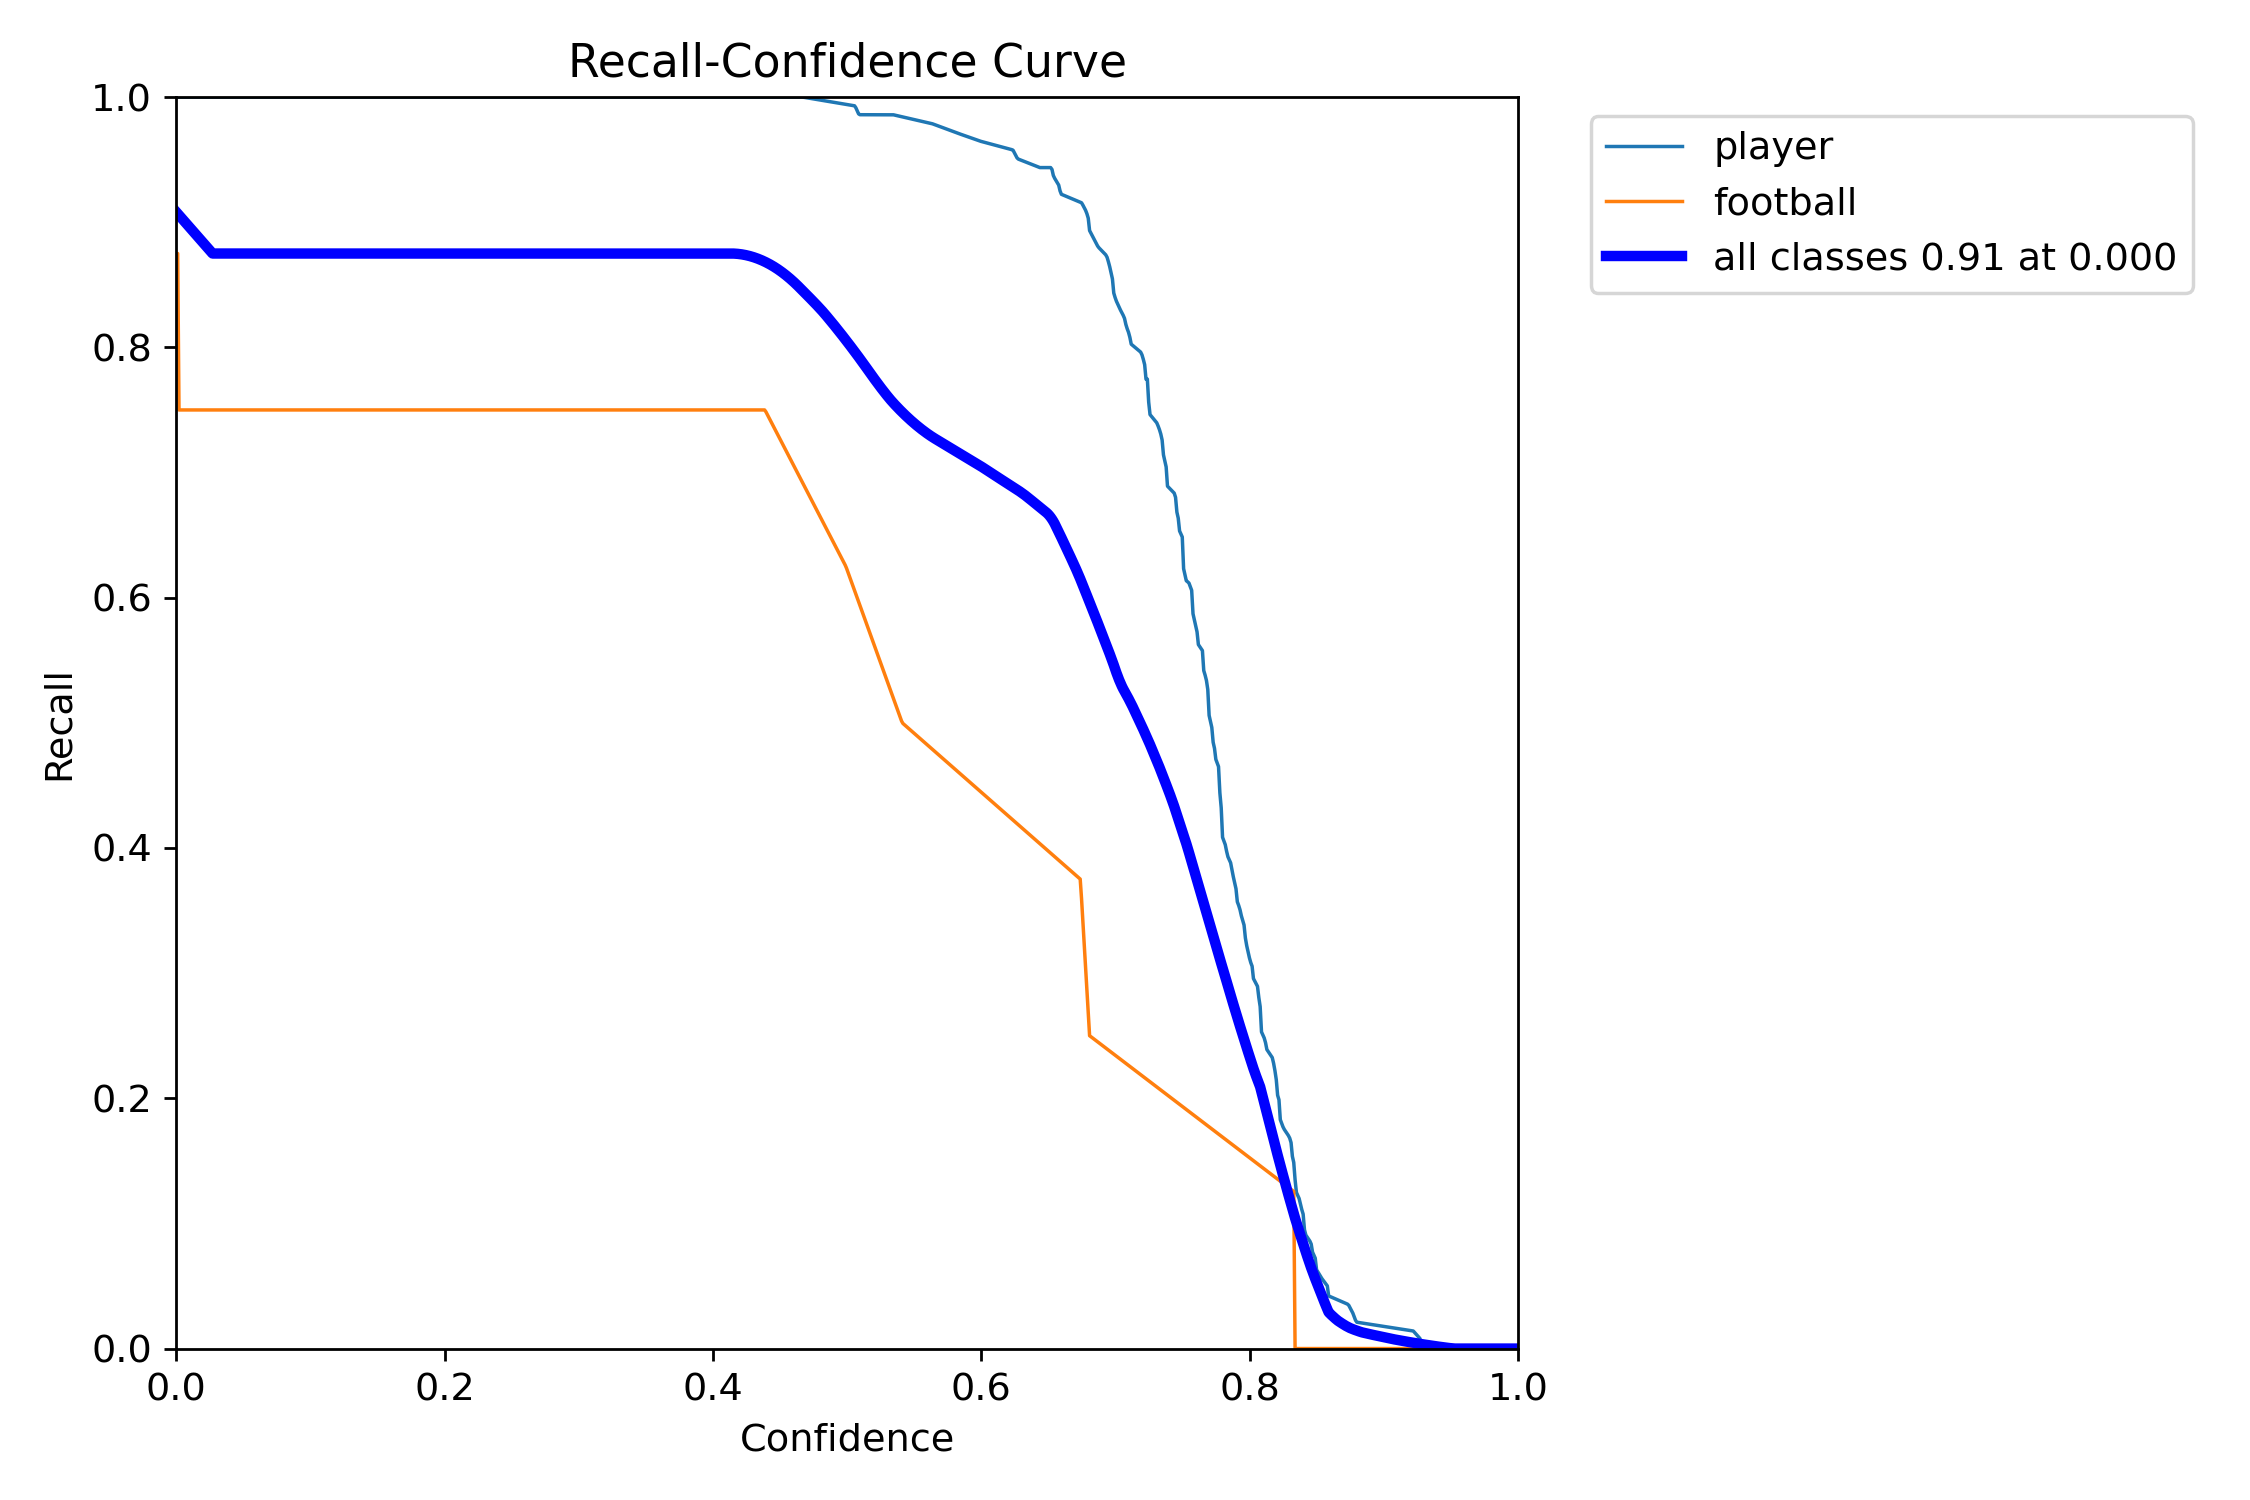 Recall-Confidence Curve
1.0
0.8
0.6
0.4
0.2
0.0
Recall
0.0 0.2 0.4 0.6 0.8 1.0
Confidence
player
football
all classes 0.91 at 0.000